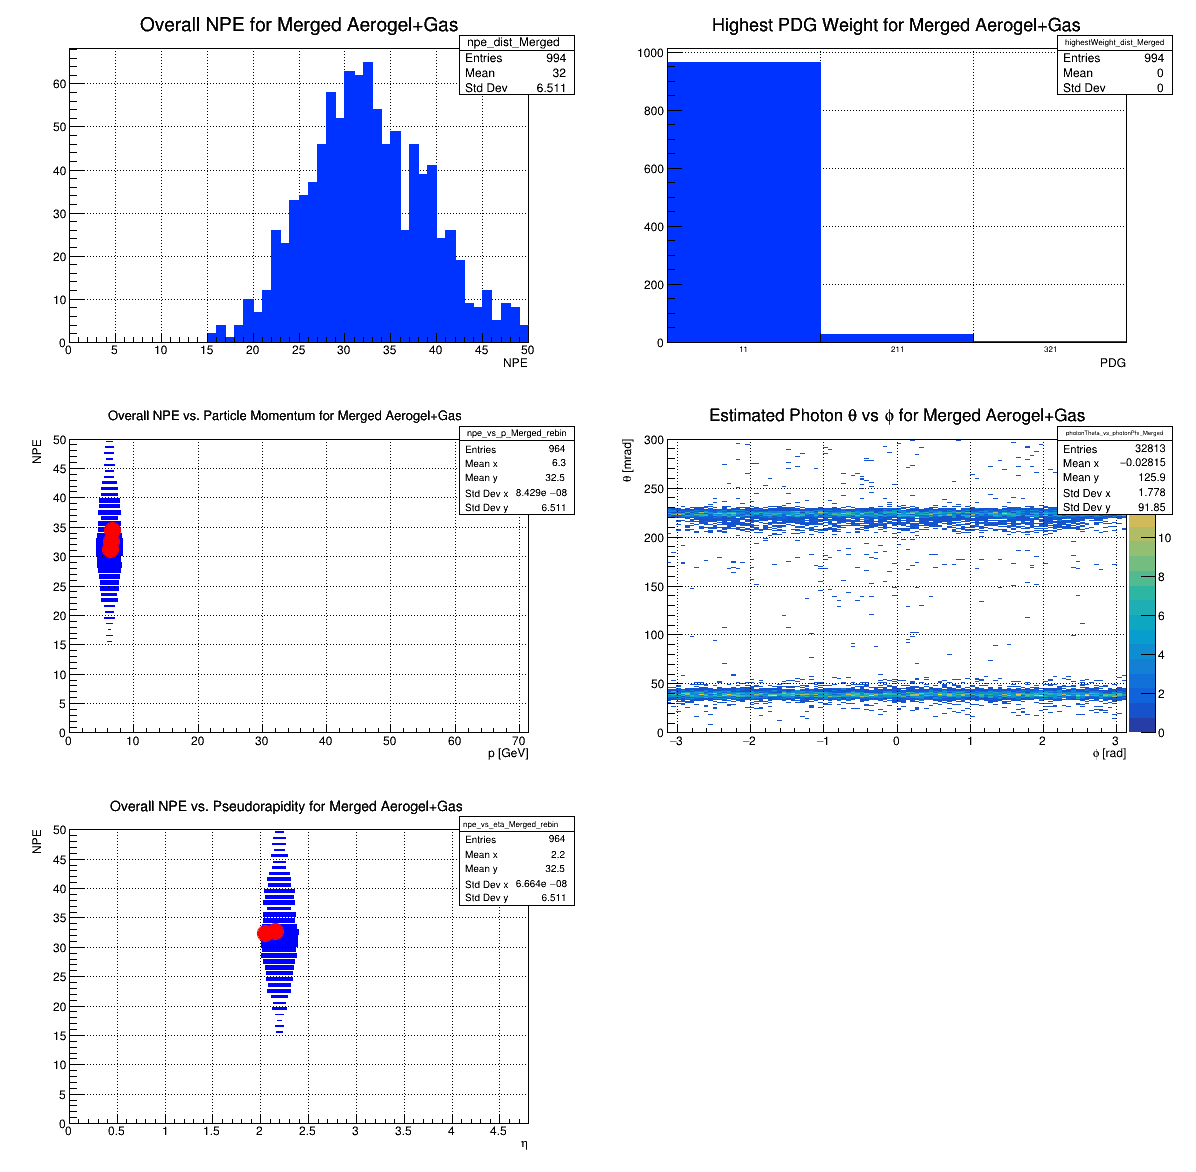 Overall NPE for Merged Aerogel+Gas
npe_dist_Merged
Entries 994
Mean 32
Std Dev 6.511
60
50
40
30
20
10
0
0 5 10 15 20 25 30 35 40 45 50
NPE
Highest PDG Weight for Merged Aerogel+Gas
highestWeight_dist_Merged
Entries 994
Mean 0
Std Dev 0
1000
800
600
400
200
0
11 211 321
PDG
Overall NPE vs. Particle Momentum for Merged Aerogel+Gas
npe_vs_p_Merged_rebin
Entries 964
Mean x 6.3
Mean y 32.5
Std Dev x 8.429e −08
Std Dev y 6.511
NPE
50
45
40
35
30
25
20
15
10
5
0
0 10 20 30 40 50 60 70
p [GeV]
Estimated Photon θ vs ϕ for Merged Aerogel+Gas
photonTheta_vs_photonPhi_Merged
Entries 32813
Mean x −0.02815
Mean y 125.9
Std Dev x 1.778
Std Dev y 91.85
θ [mrad]
300
250
200
150
100
50
0
−3 −2 −1 0 1 2 3
ϕ [rad]
10
8
6
4
2
0
Overall NPE vs. Pseudorapidity for Merged Aerogel+Gas
npe_vs_eta_Merged_rebin
Entries 964
Mean x 2.2
Mean y 32.5
Std Dev x 6.664e −08
Std Dev y 6.511
NPE
50
45
40
35
30
25
20
15
10
5
0
0 0.5 1 1.5 2 2.5 3 3.5 4 4.5
η